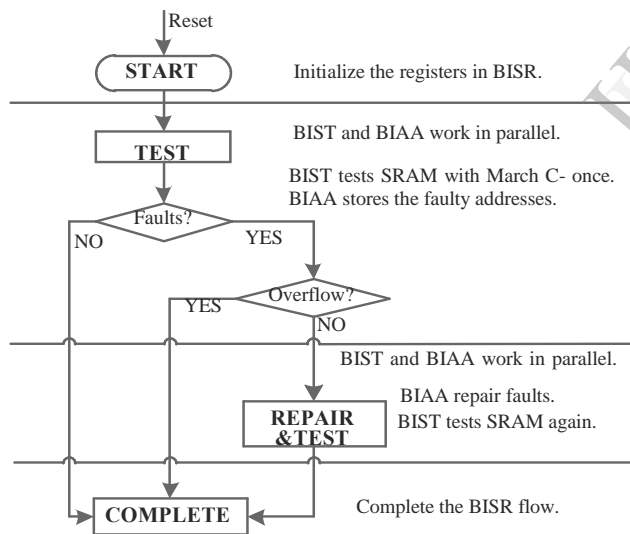 Reset
START
Initialize the registers in BISR.
BIST and BIAA work in parallel.
TEST
BIST tests SRAM with March C- once.
BIAA stores the faulty addresses.
Faults?
NO
YES
Overflow?
YES
NO
BIST and BIAA work in parallel.
BIAA repair faults.
REPAIR
BIST tests SRAM again.
&TEST
Complete the BISR flow.
COMPLETE